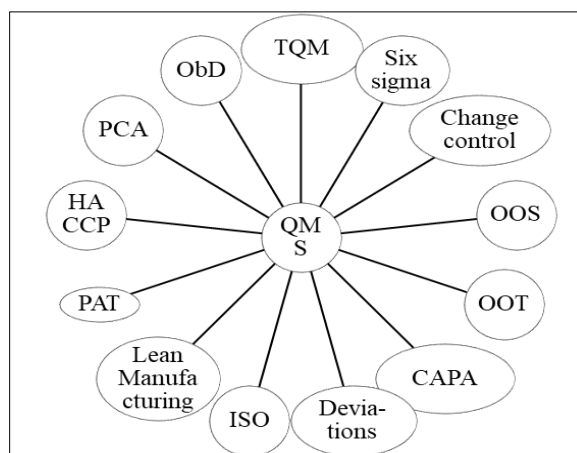 TQM
Six
sigma
Change
control
OOS
OOT
CAPA
Devia-
tions
ISO
Lean
Manufa
cturing
PAT
HA
CCP
PCA
ObD
QM
S